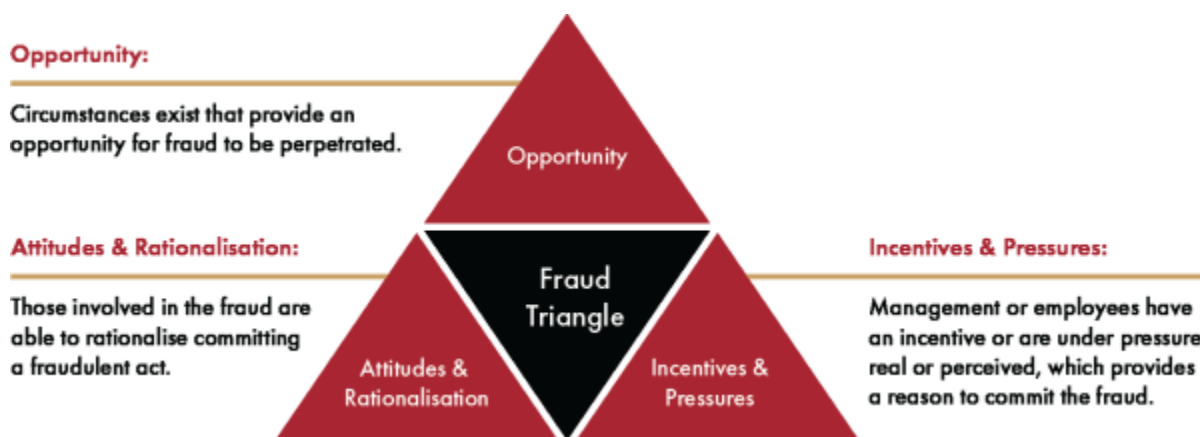 Opportunity:
Circumstances exist that provide an
opportunity for fraud to be perpetrated.
Opportunity
Attitudes & Rationalisation:
Those involved in the fraud are
able to rationalise committing
a fraudulent act.
Fraud
Triangle
Attitudes &
Rationalisation
Incentives &
Pressures
Incentives & Pressures:
Management or employees have
an incentive or are under pressure
real or perceived, which provides
a reason to commit the fraud.